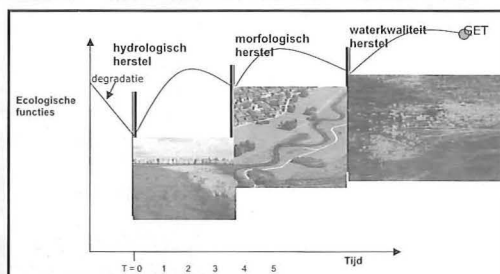 hydrologisch
herstel
morfologisch
herstel
waterkwaliteit
herstel
GET
degradatie
Ecologische
functies
T = 0 1 2 3 4 5
Tijd